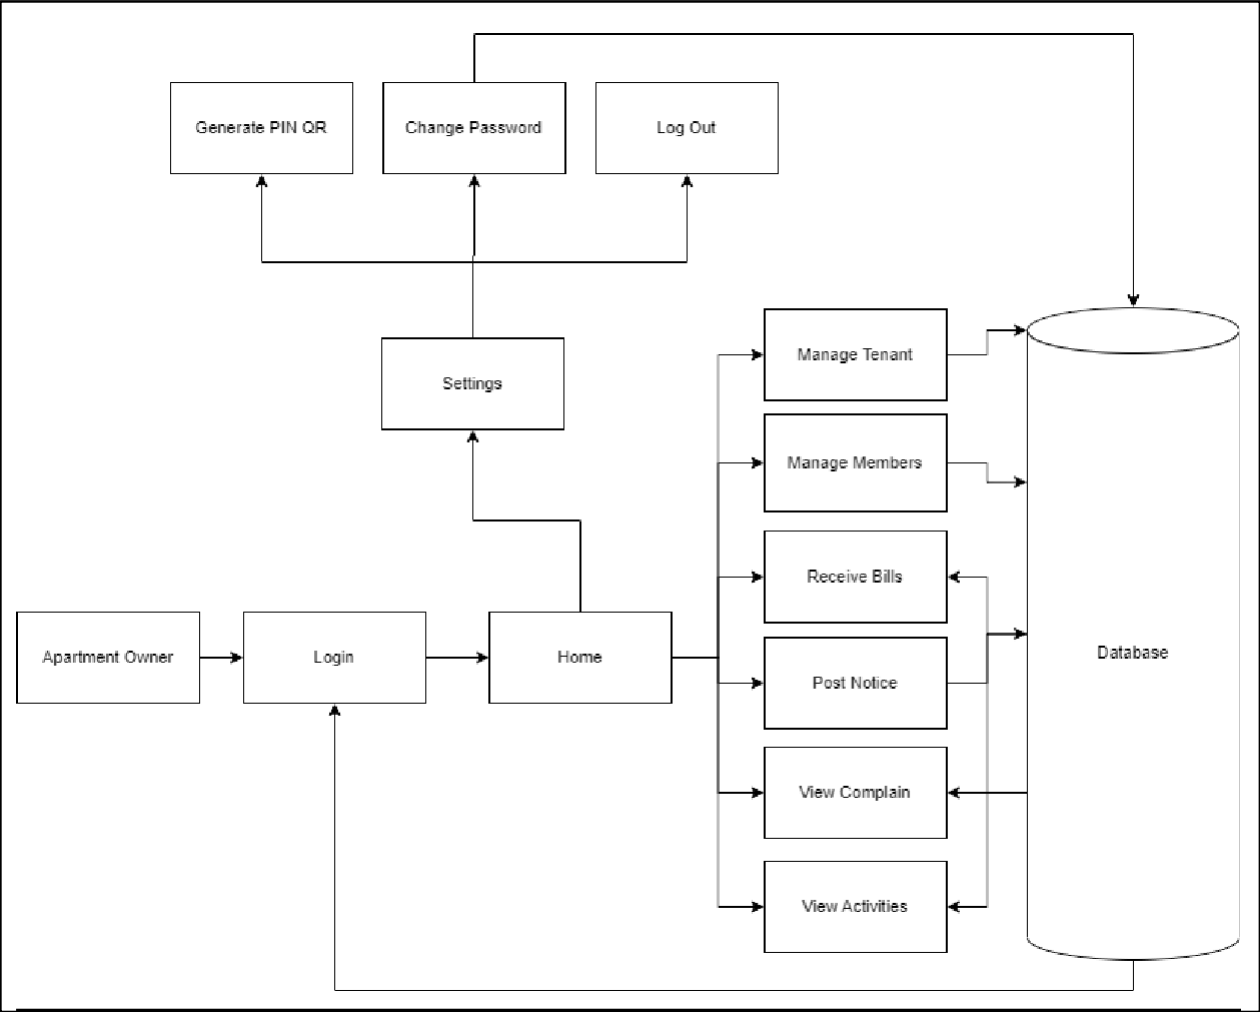 Generate PIN QR
Change Password
Log Out
Manage Tenant
Settings
Manage Members
Receive Bills
Apartment Owner
Login
Home
Database
Post Notice
View Complain
View Activities